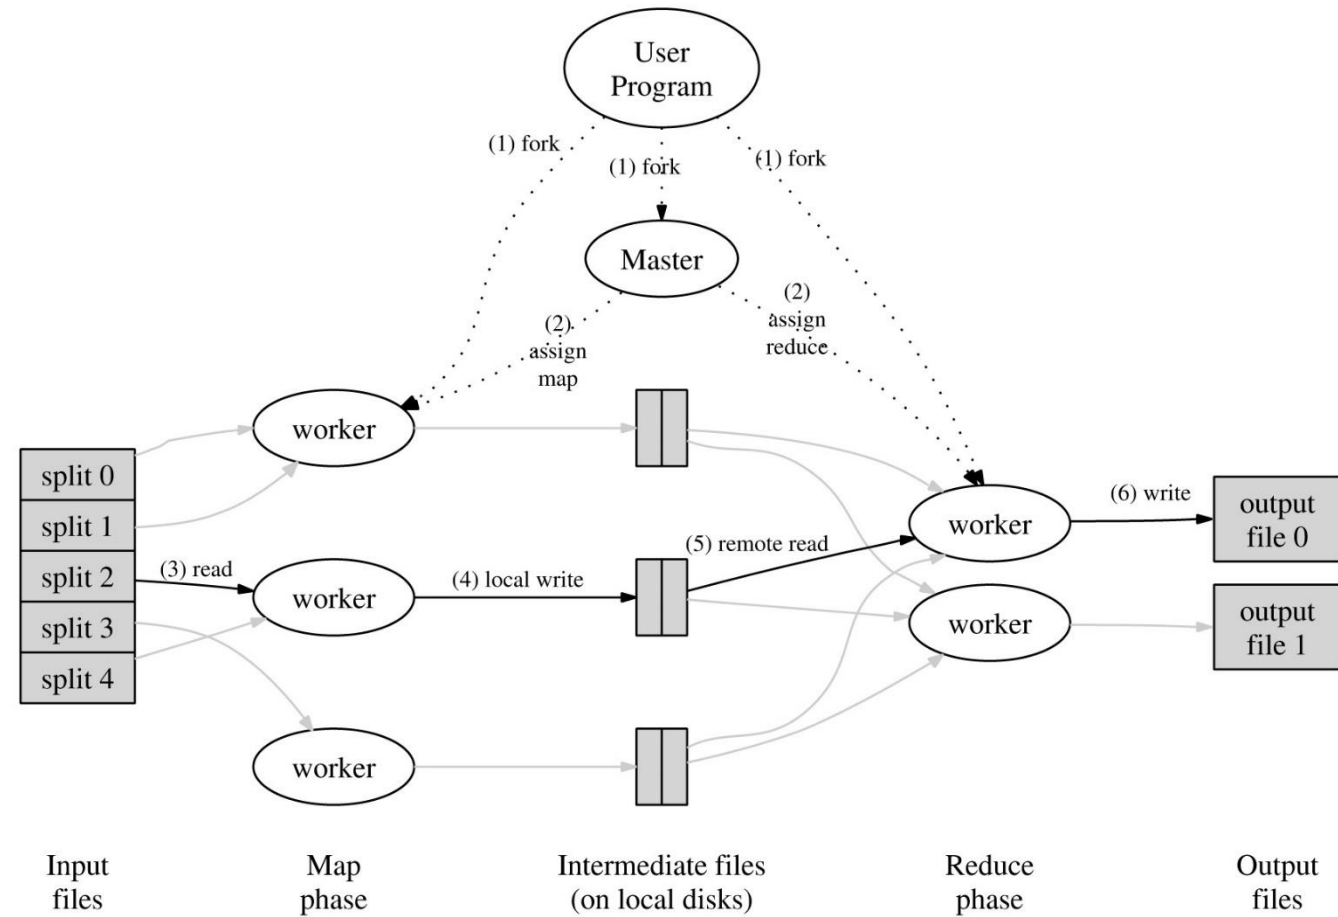 User
Program
(1) fork
(1) fork
(1) fork
Master
(2)
assign
map
(2)
assign
reduce
worker
split 0
split 1
split 2
split 3
split 4
(3) read
worker
(4) local write
(5) remote read
worker
(6) write
output
file 0
worker
output
file 1
worker
Input
files
Map
phase
Intermediate files
(on local disks)
Reduce
phase
Output
files